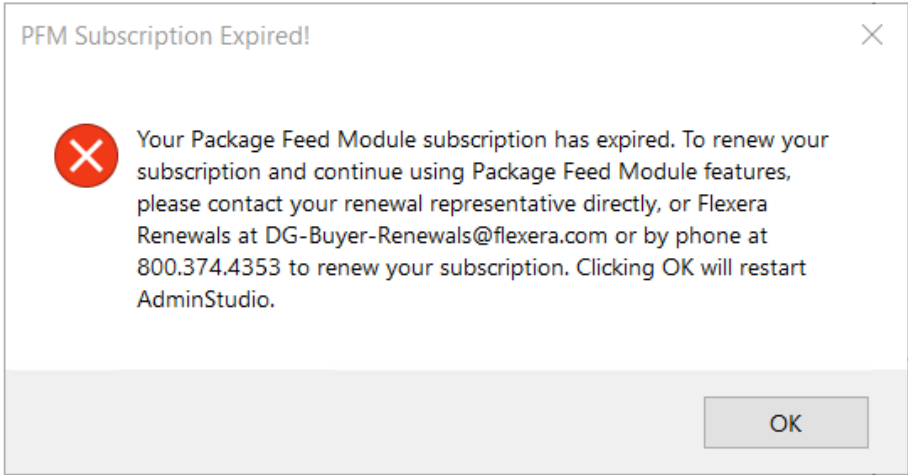 PFM Subscription Expired!
Your Package Feed Module subscription has expired. To renew your
subscription and continue using Package Feed Module features,
please contact your renewal representative directly, or Flexera
Renewals at DG-Buyer-Renewals@flexera.com or by phone at
800.374.4353 to renew your subscription. Clicking OK will restart
AdminStudio.
OK